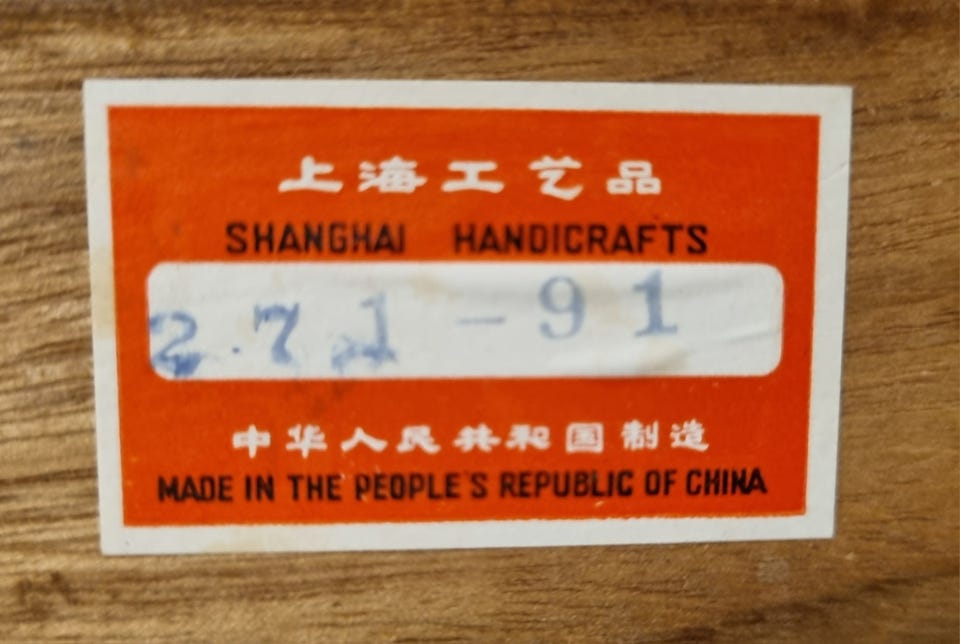 上海工艺品
SHANGHAI HANDICRAFTS
271-91
中华人民共和国制造
MADE IN THE PEOPLE'S REPUBLIC OF CHINA